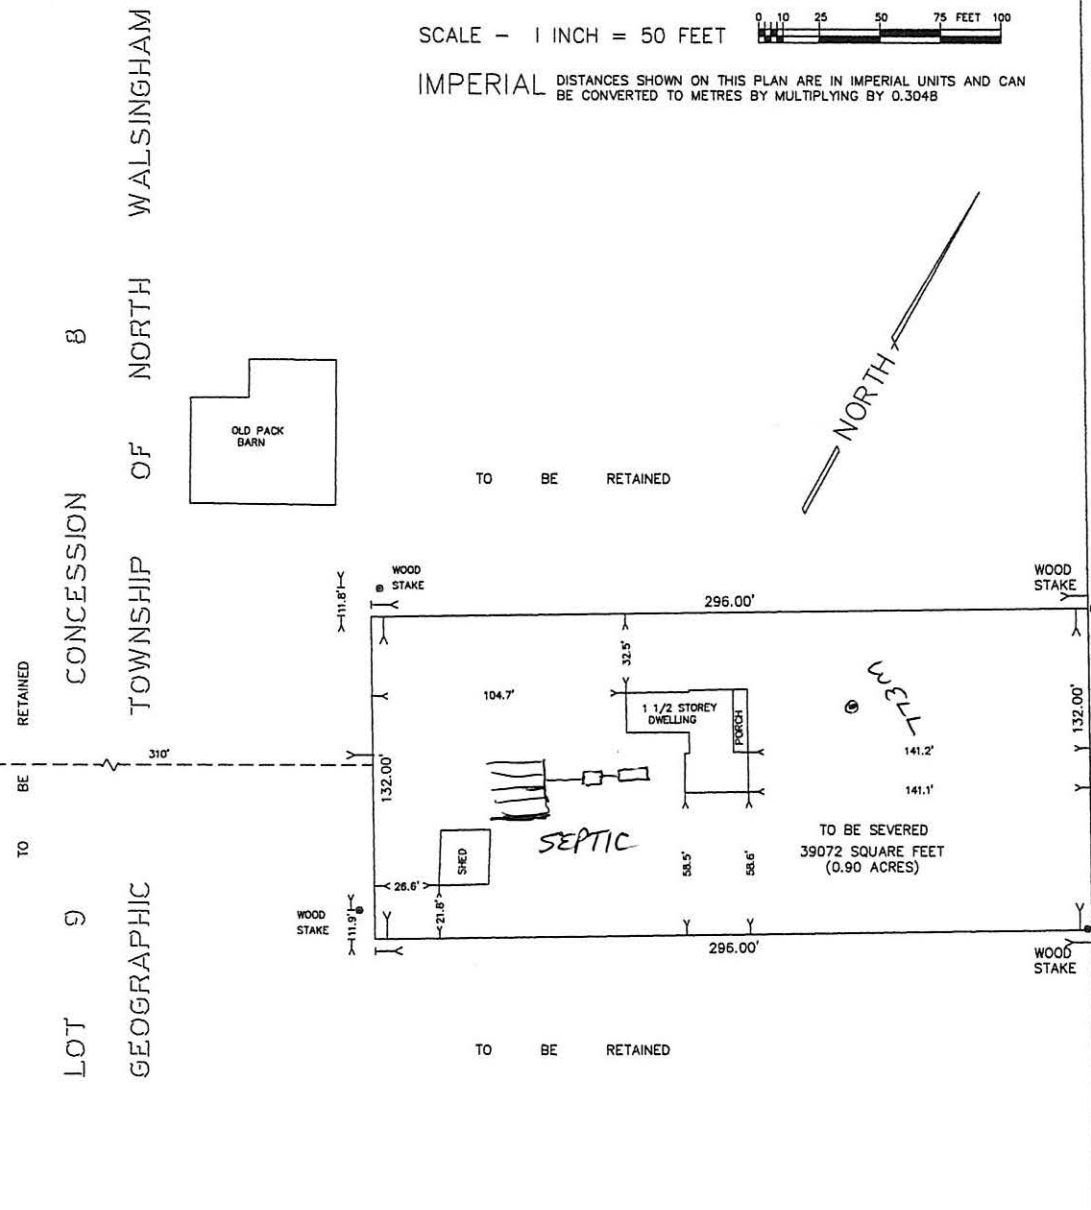 SCALE - 1 INCH = 50 FEET
0 10 25 50 75 FEET 100
IMPERIAL DISTANCES SHOWN ON THIS PLAN ARE IN IMPERIAL UNITS AND CAN
BE CONVERTED TO METRES BY MULTIPLYING BY 0.3048
LOT 9 CONCESSION 8
GEOGRAPHIC TOWNSHIP OF NORTH WALSINGHAM
TO BE RETAINED
OLD PACK
BARN
NORTH
TO BE RETAINED
WOOD
STAKE
11.8'
WOOD
STAKE
296.00'
32.5'
104.7'
1 1/2 STOREY
DWELLING
PORCH
WELL
132.00'
310'
132.00'
141.2'
141.1'
SEPTIC
TO BE SEVERED
39072 SQUARE FEET
(0.90 ACRES)
SHED
58.5'
58.6'
26.6'
21.8'
11.9'
WOOD
STAKE
296.00'
WOOD
STAKE
TO BE RETAINED